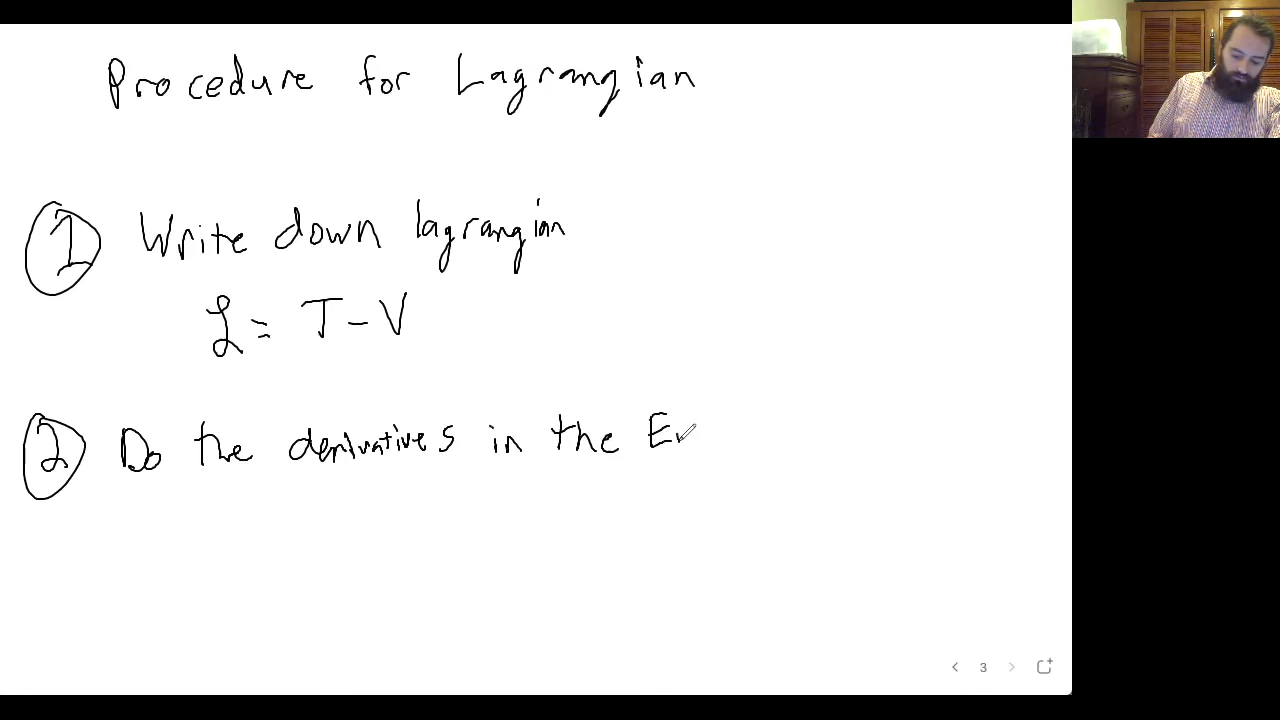 Procedure for Lagrangian
1 Write down lagrangian
ℒ = T - V
2 Do the derivatives in the
3